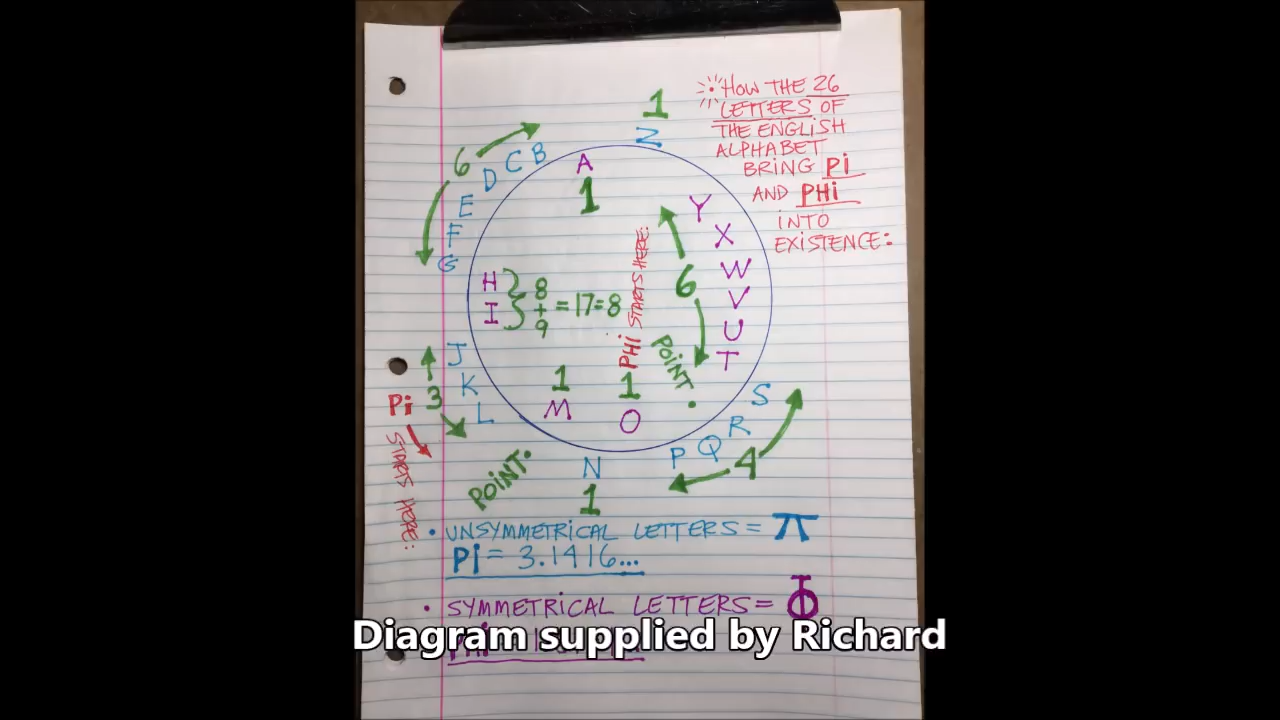 How THE 26
LETTERS OF
THE ENGLISH
ALPHABET
BRING Pi
AND PHi
INTO
EXISTENCE:
1
Z
A
1
B
C
D
E
F
G
6
H
I
8
+
9
= 17 = 8
J
K
L
3
Pi
STARTS HERE:
POiNT.
1
M
N
1
1
O
PHi STARTS HERE:
POiNT.
P
Q
R
S
4
T
U
V
W
X
Y
6
• UNSYMMETRICAL LETTERS = π
Pi = 3.1416...
• SYMMETRICAL LETTERS = Φ
Diagram supplied by Richard